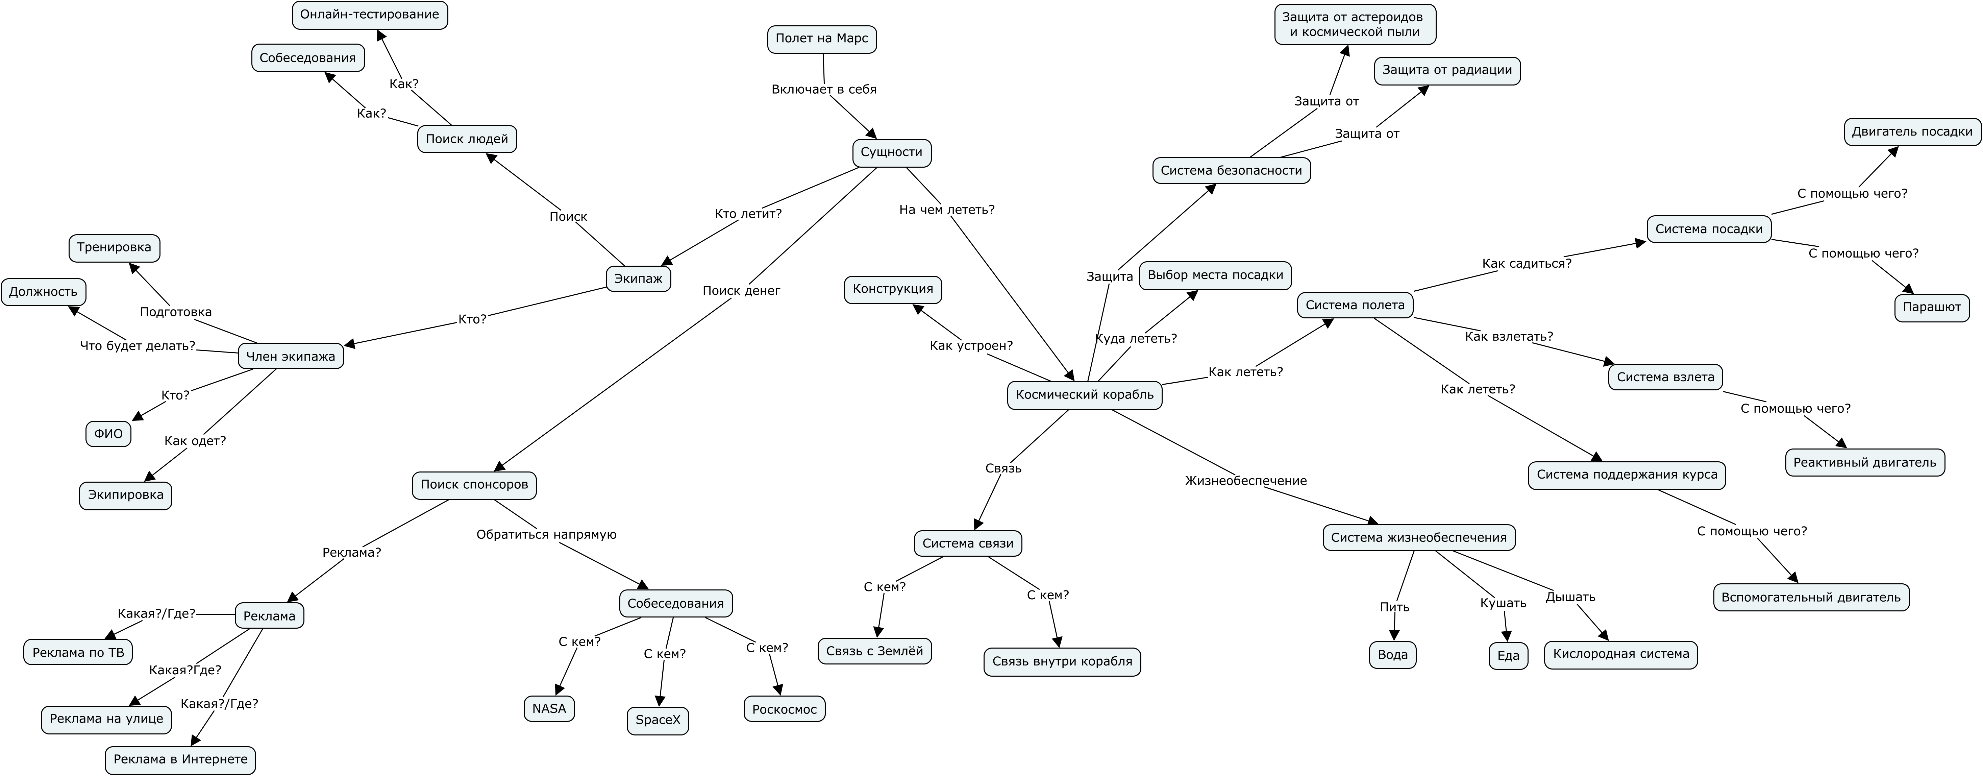 Онлайн-тестирование
Собеседования
Как?
Как?
Поиск людей
Поиск
Полет на Марс
Включает в себя
Сущности
Кто летит?
Поиск денег
На чем лететь?
Экипаж
Кто?
Тренировка
Должность
Подготовка
Что будет делать?
Член экипажа
Кто?
ФИО
Как одет?
Экипировка
Защита от астероидов
и космической пыли
Защита от радиации
Защита от
Защита от
Система безопасности
Защита
Выбор места посадки
Куда лететь?
Конструкция
Как устроен?
Космический корабль
Как лететь?
Система полета
Как садиться?
Система посадки
С помощью чего?
Двигатель посадки
С помощью чего?
Парашют
Как взлетать?
Система взлета
С помощью чего?
Реактивный двигатель
Как лететь?
Система поддержания курса
С помощью чего?
Вспомогательный двигатель
Поиск спонсоров
Реклама?
Обратиться напрямую
Реклама
Какая?/Где?
Реклама по ТВ
Какая?Где?
Реклама на улице
Какая?/Где?
Реклама в Интернете
Собеседования
С кем?
С кем?
С кем?
NASA
SpaceX
Роскосмос
Связь
Система связи
С кем?
С кем?
Связь с Землёй
Связь внутри корабля
Жизнеобеспечение
Система жизнеобеспечения
Пить
Кушать
Дышать
Вода
Еда
Кислородная система